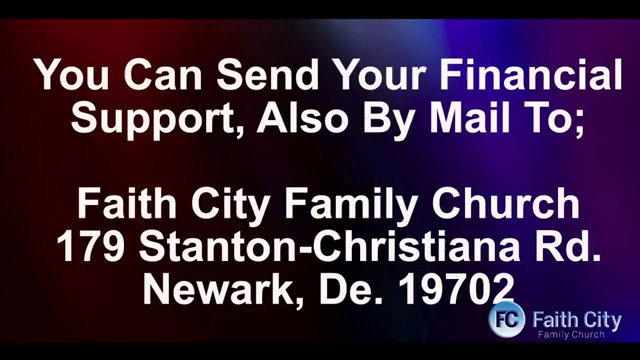 You Can Send Your Financial
Support, Also By Mail To;
Faith City Family Church
179 Stanton-Christiana Rd.
Newark, De. 19702
FC Faith City
Family Church